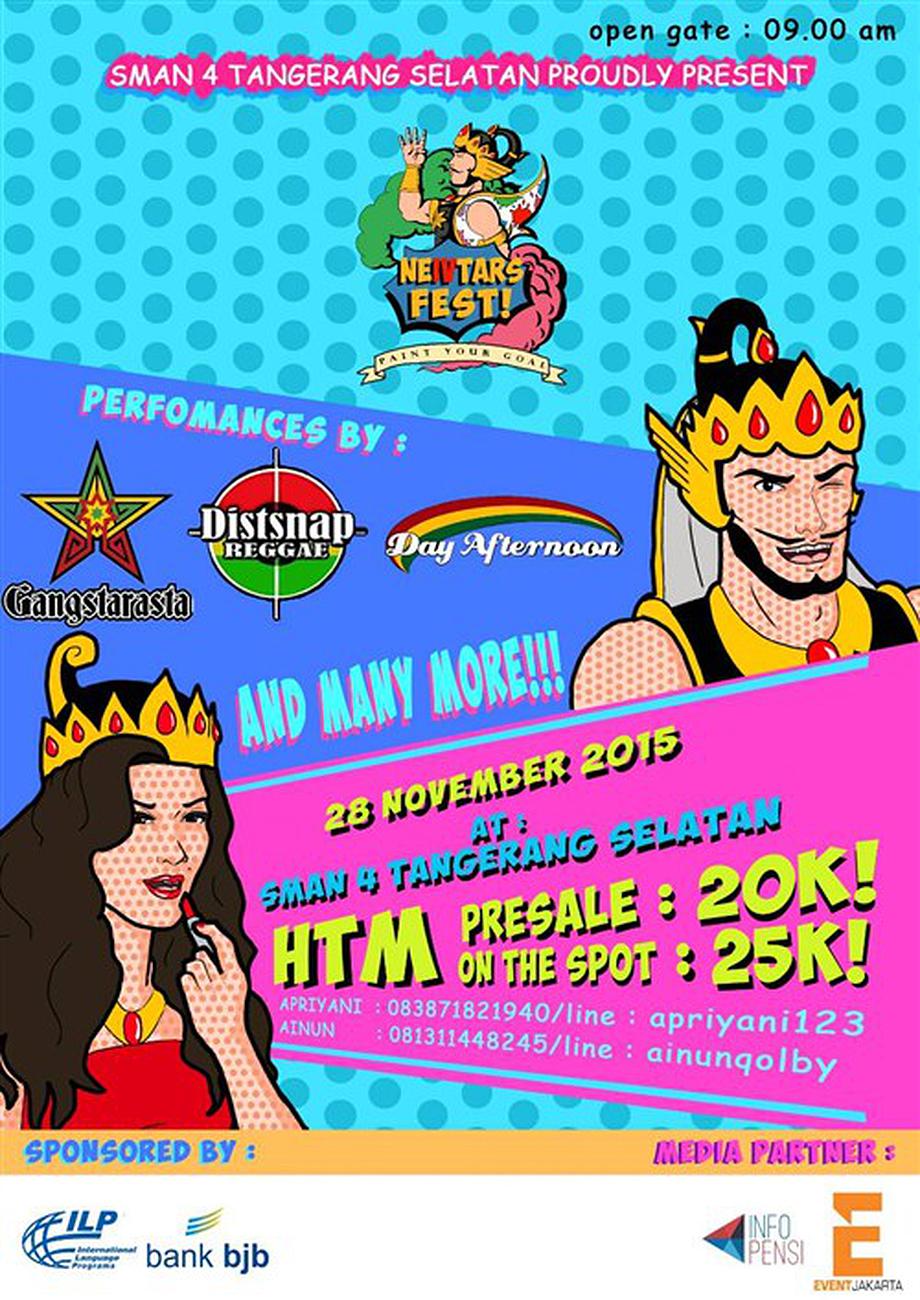 open gate : 09.00 am
SMAN 4 TANGERANG SELATAN PROUDLY PRESENT
NEIVTARS
FEST!
PAINT YOUR GOAL
PERFOMANCES BY :
Gangstarasta
Distsnap
REGGAE
Day Afternoon
AND MANY MORE!!!
28 NOVEMBER 2015
AT :
SMAN 4 TANGERANG SELATAN
HTM PRESALE : 20K!
ON THE SPOT : 25K!
APRIYANI : 083871821940/line : apriyani123
AINUN : 081311448245/line : ainunqolby
SPONSORED BY :
MEDIA PARTNER :
ILP
International
Language
Programs
bank bjb
INFO
PENSI
E
EVENTJAKARTA